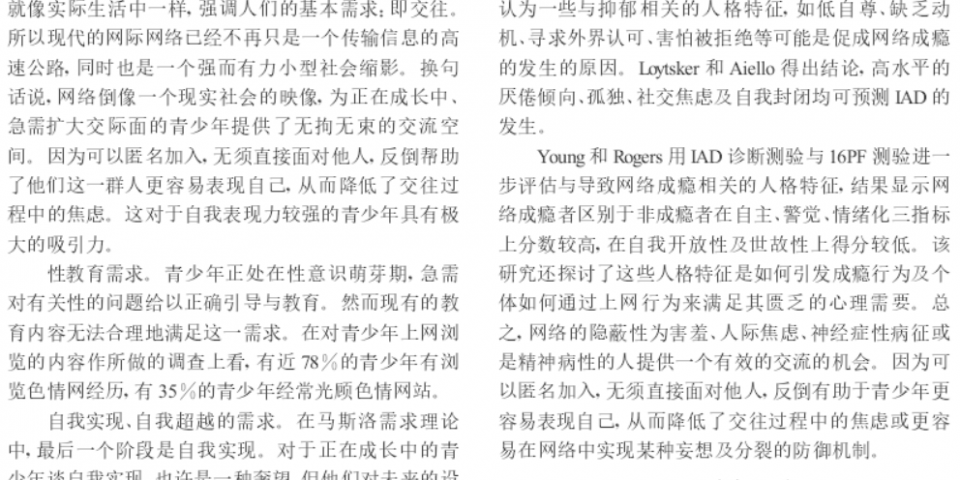 就像实际生活中一样, 强调人们的基本需求: 即交往。
所以现代的网际网络已经不再只是一个传输信息的高
速公路, 同时也是一个强而有力小型社会缩影。换句
话说, 网络倒像一个现实社会的映像, 为正在成长中、
急需扩大交际面的青少年提供了无拘无束的交流空
间。因为可以匿名加入, 无须直接面对他人, 反倒帮助
了他们这一群人更容易表现自己, 从而降低了交往过
程中的焦虑。这对于自我表现力较强的青少年具有极
大的吸引力。
性教育需求。青少年正处在性意识萌芽期, 急需
对有关性的问题给以正确引导与教育。然而现有的教
育内容无法合理地满足这一需求。在对青少年上网浏
览的内容作所做的调查上看, 有近 78%的青少年有浏
览色情网经历, 有 35%的青少年经常光顾色情网站。
自我实现、自我超越的需求。在马斯洛需求理论
中, 最后一个阶段是自我实现。对于正在成长中的青
少年谈自我实现, 也许是一种奢望, 但他们对未来的设
认为一些与抑郁相关的人格特征, 如低自尊、缺乏动
机、寻求外界认可、害怕被拒绝等可能是促成网络成瘾
的发生的原因。Loytsker 和 Aiello 得出结论, 高水平的
厌倦倾向、孤独、社交焦虑及自我封闭均可预测 IAD 的
发生。
Young 和 Rogers 用 IAD 诊断测验与 16PF 测验进一
步评估与导致网络成瘾相关的人格特征, 结果显示网
络成瘾者区别于非成瘾者在自主、警觉、情绪化三指标
上分数较高, 在自我开放性及世故性上得分较低。该
研究还探讨了这些人格特征是如何引发成瘾行为及个
体如何通过上网行为来满足其匮乏的心理需要。总
之, 网络的隐蔽性为害羞、人际焦虑、神经症性病征或
是精神病性的人提供一个有效的交流的机会。因为可
以匿名加入, 无须直接面对他人, 反倒有助于青少年更
容易表现自己, 从而降低了交往过程中的焦虑或更容
易在网络中实现某种妄想及分裂的防御机制。